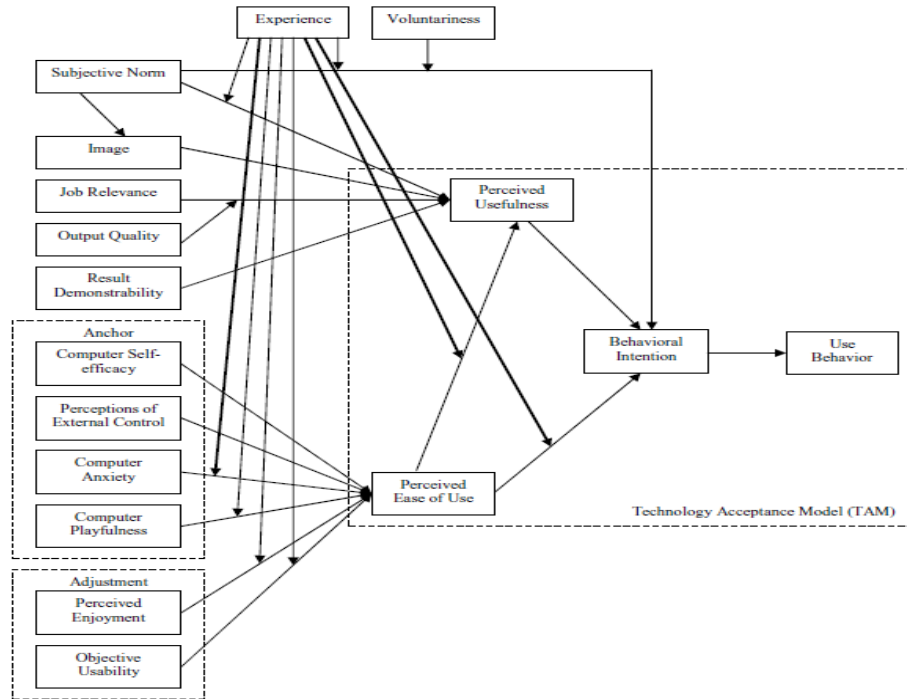 Experience
Voluntariness
Subjective Norm
Image
Job Relevance
Perceived
Usefulness
Output Quality
Result
Demonstrability
Anchor
Computer Self-
efficacy
Behavioral
Intention
Use
Behavior
Perceptions of
External Control
Computer
Anxiety
Perceived
Ease of Use
Computer
Playfulness
Technology Acceptance Model (TAM)
Adjustment
Perceived
Enjoyment
Objective
Usability